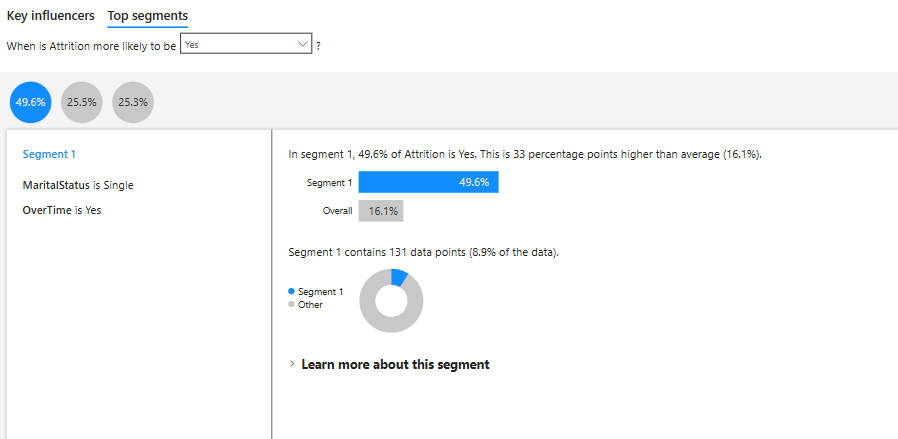 Key influencers Top segments
When is Attrition more likely to be Yes ?
49.6% 25.5% 25.3%
Segment 1
MaritalStatus is Single
OverTime is Yes
In segment 1, 49.6% of Attrition is Yes. This is 33 percentage points higher than average (16.1%).
Segment 1 49.6%
Overall 16.1%
Segment 1 contains 131 data points (8.9% of the data).
Segment 1
Other
Learn more about this segment